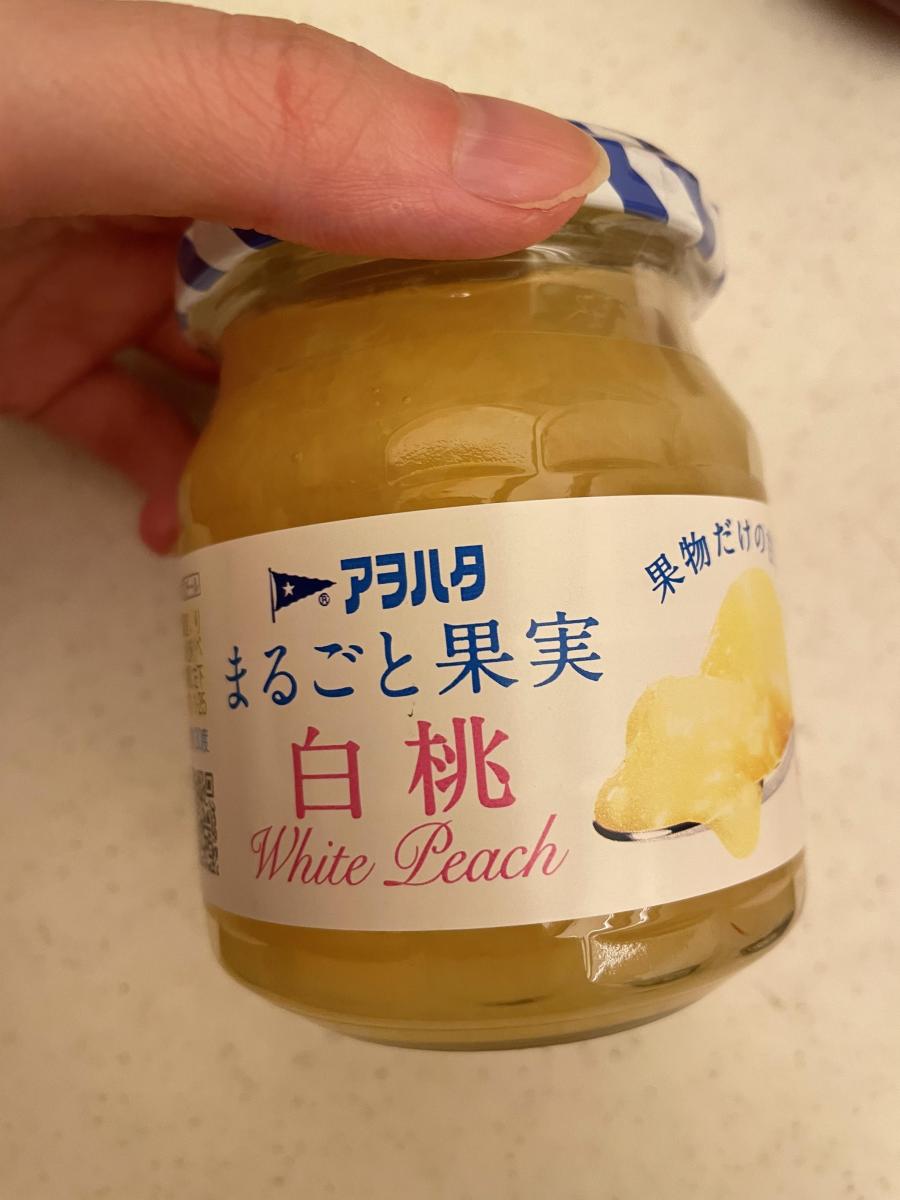 アヲハタ
まるごと果実
白桃
White Peach
果物だけの